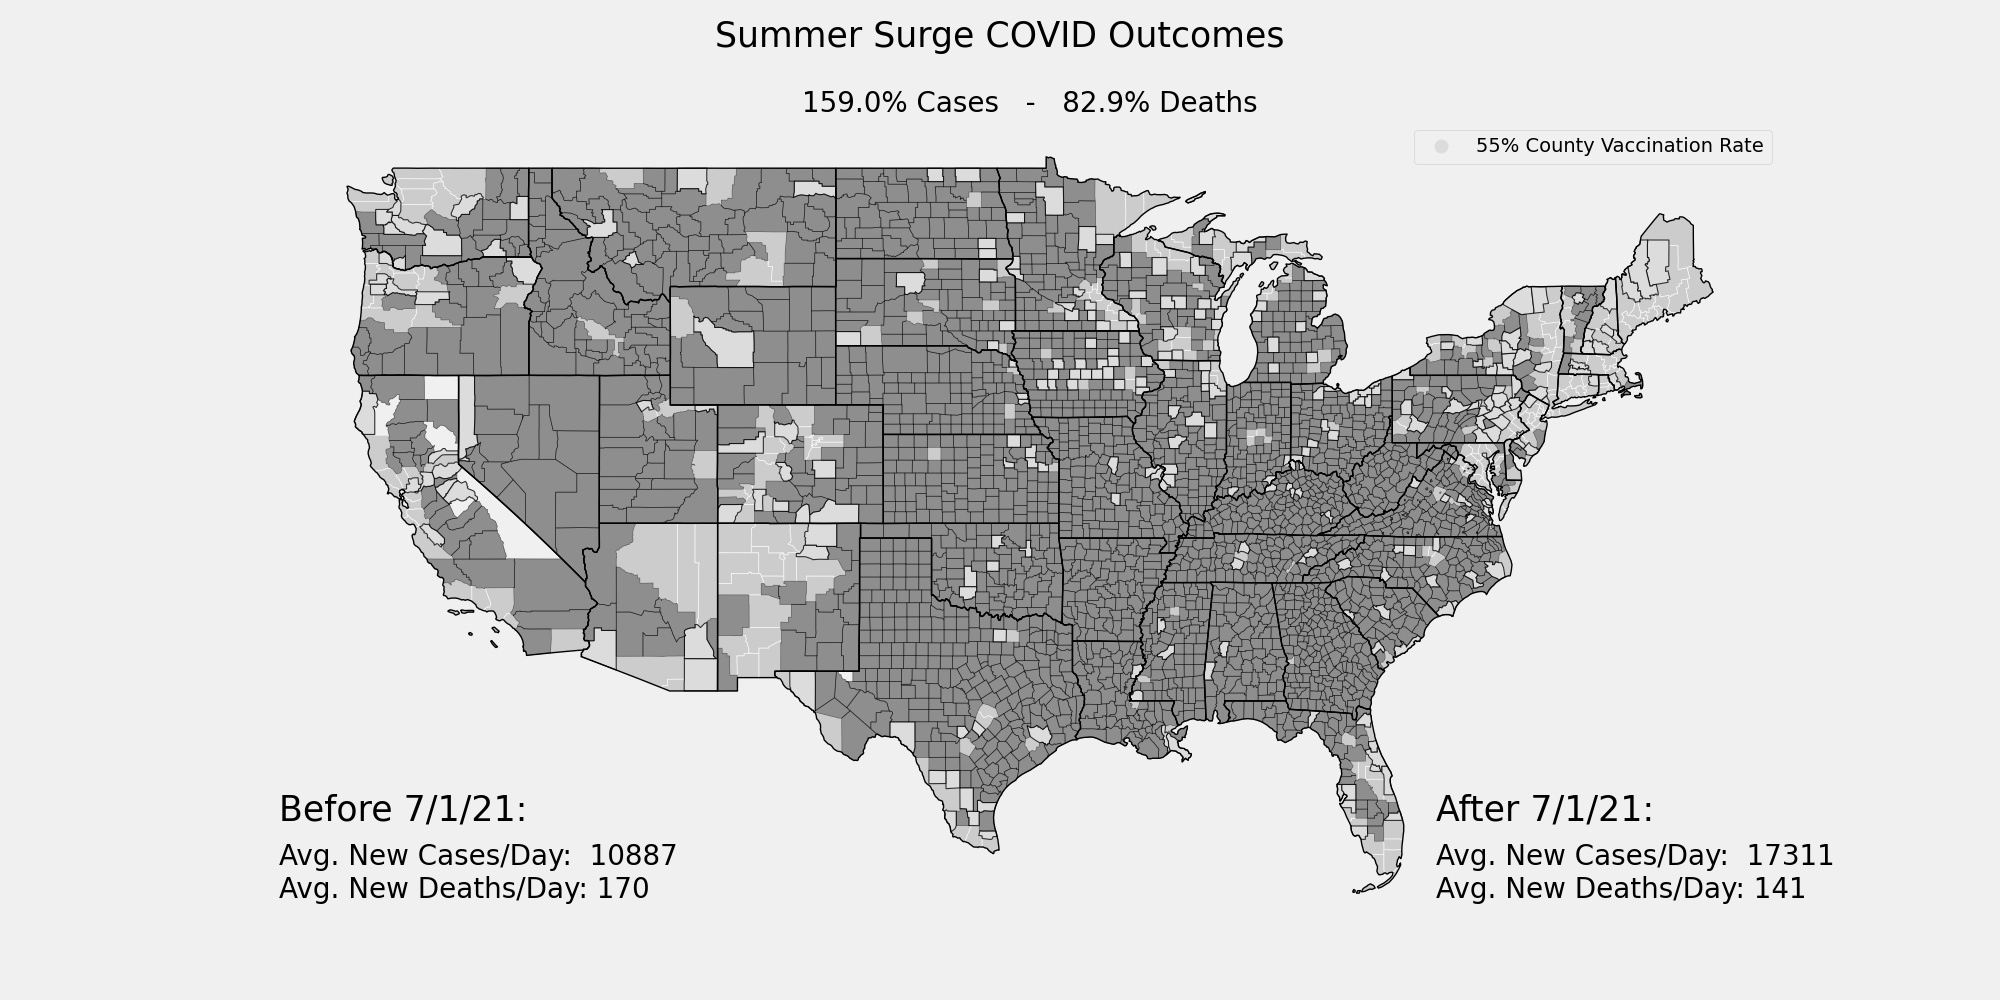 Summer Surge COVID Outcomes
159.0% Cases - 82.9% Deaths
55% County Vaccination Rate
Before 7/1/21:
Avg. New Cases/Day: 10887
Avg. New Deaths/Day: 170
After 7/1/21:
Avg. New Cases/Day: 17311
Avg. New Deaths/Day: 141